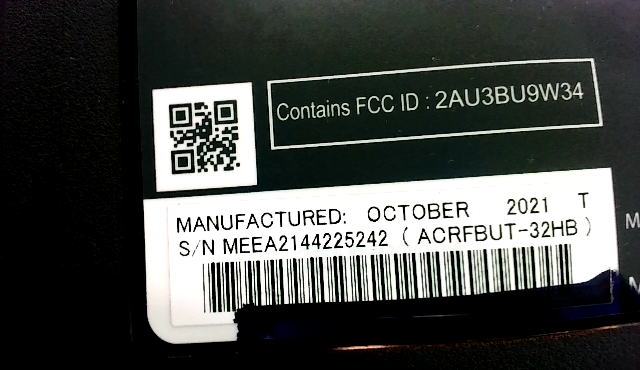 Contains FCC ID : 2AU3BU9W34
MANUFACTURED: OCTOBER 2021 T
S/N MEEA2144225242 ( ACRFBUT-32HB )
M
M